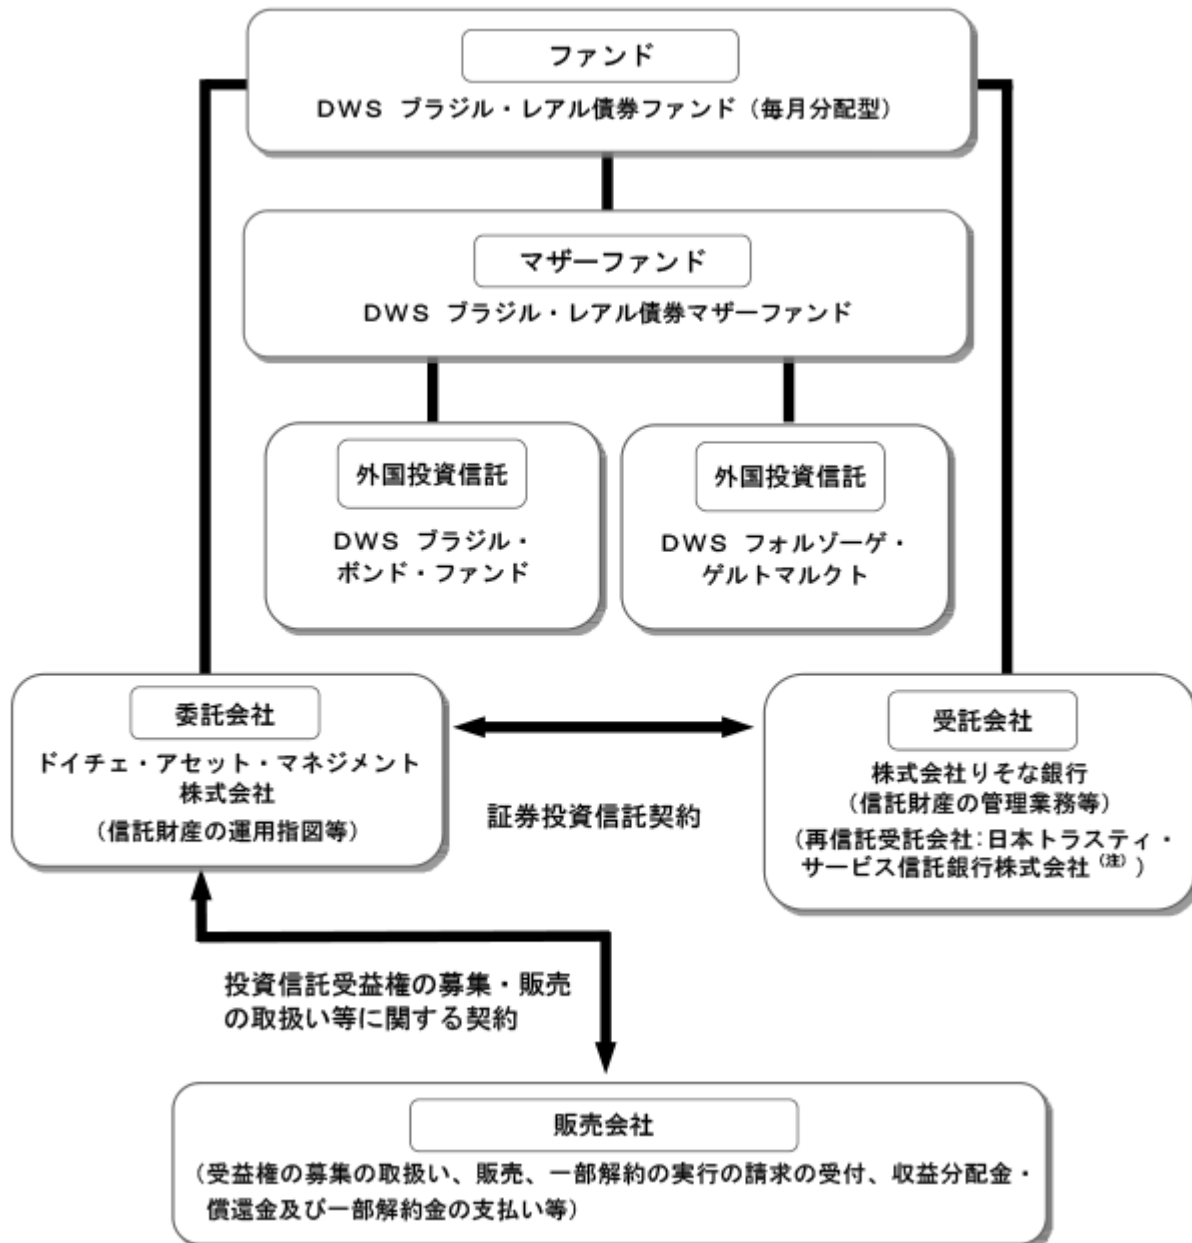 ファンド
DWS ブラジル・レアル債券ファンド（毎月分配型）
マザーファンド
DWS ブラジル・レアル債券マザーファンド
外国投資信託
DWS ブラジル・
ボンド・ファンド
外国投資信託
DWS フォルゾーゲ・
ゲルトマルクト
委託会社
ドイチェ・アセット・マネジメント
株式会社
（信託財産の運用指図等）
証券投資信託契約
受託会社
株式会社りそな銀行
（信託財産の管理業務等）
（再信託受託会社：日本トラスティ・
サービス信託銀行株式会社（注））
投資信託受益権の募集・販売
の取扱い等に関する契約
販売会社
（受益権の募集の取扱い、販売、一部解約の実行の請求の受付、収益分配金・
償還金及び一部解約金の支払い等）